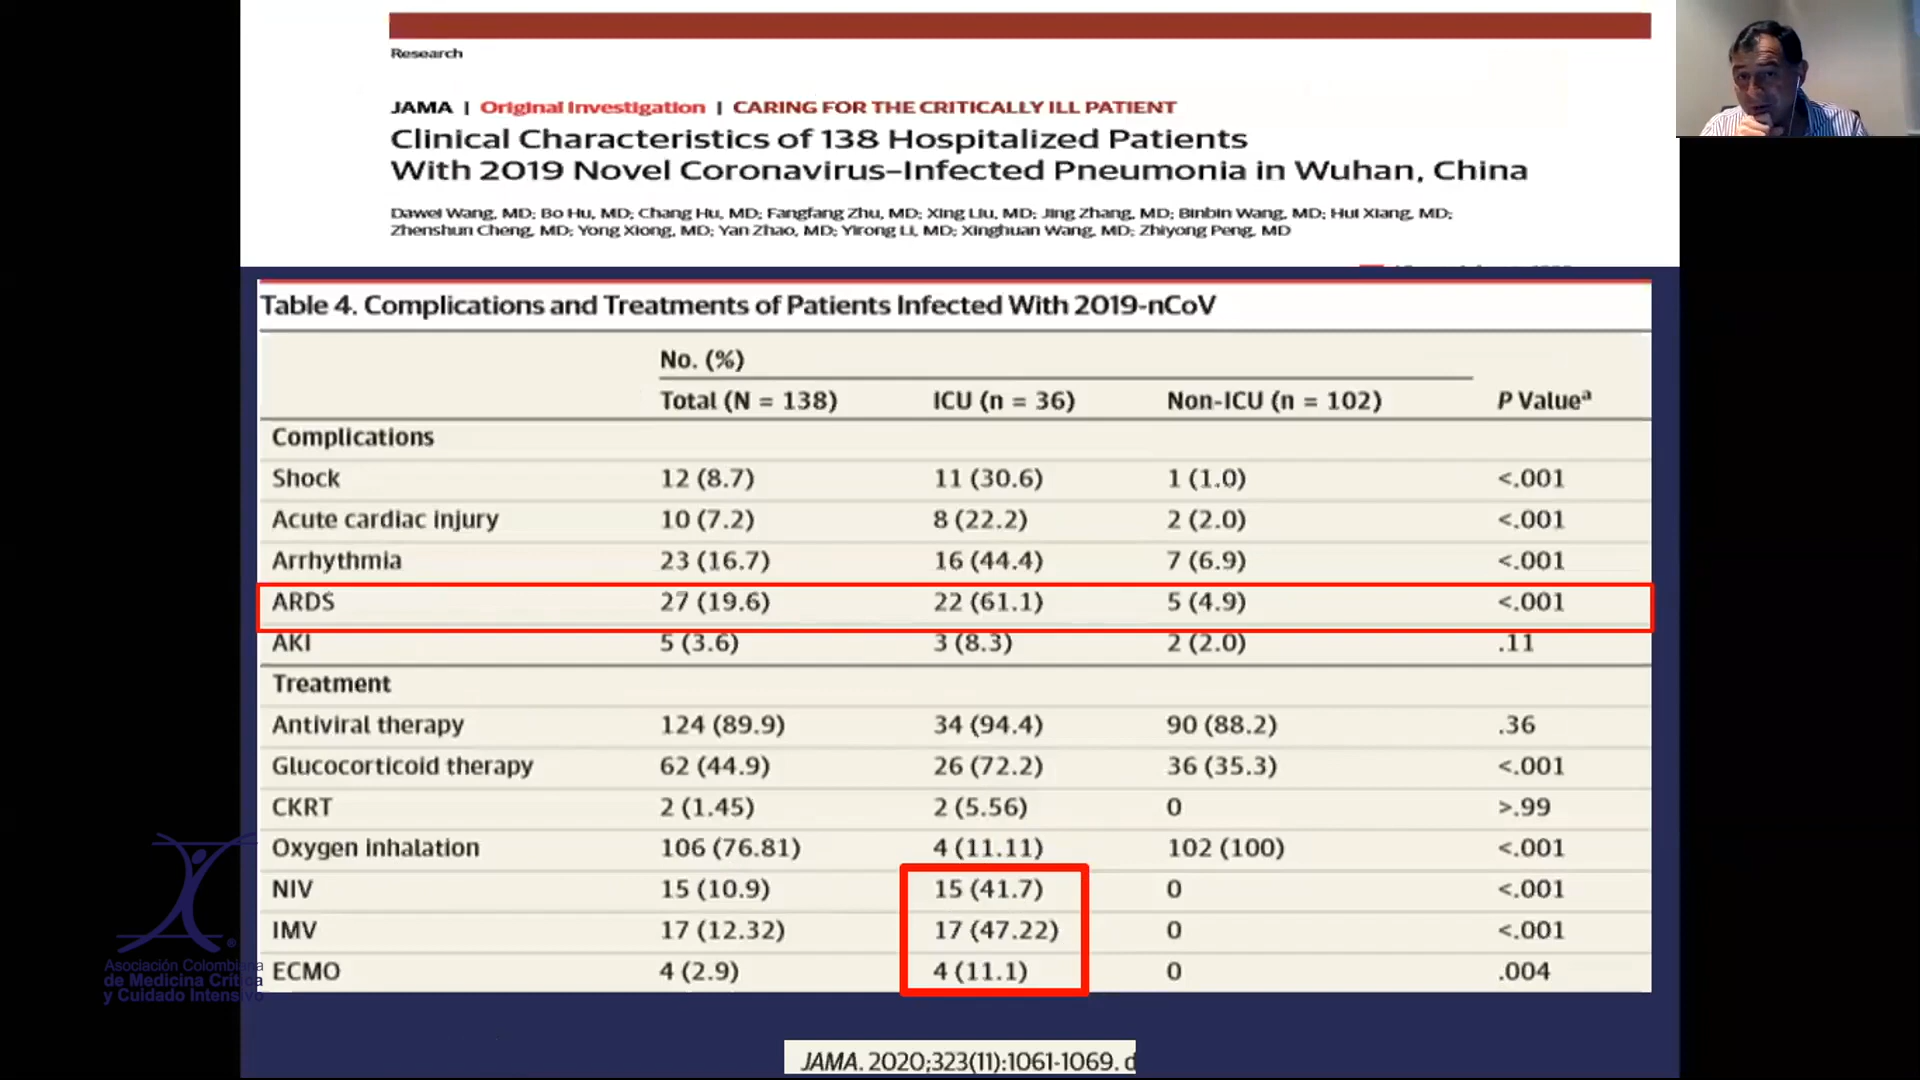 Research
JAMA | Original Investigation | CARING FOR THE CRITICALLY ILL PATIENT
Clinical Characteristics of 138 Hospitalized Patients
With 2019 Novel Coronavirus–Infected Pneumonia in Wuhan, China
Dawei Wang, MD; Bo Hu, MD; Chang Hu, MD; Fangfang Zhu, MD; Xing Liu, MD; Jing Zhang, MD; Binbin Wang, MD; Hui Xiang, MD;
Zhenshun Cheng, MD; Yong Xiong, MD; Yan Zhao, MD; Yirong Li, MD; Xinghuan Wang, MD; Zhiyong Peng, MD
Table 4. Complications and Treatments of Patients Infected With 2019-nCoV
No. (%)
Total (N = 138) ICU (n = 36) Non-ICU (n = 102) P Valueᵃ
Complications
Shock 12 (8.7) 11 (30.6) 1 (1.0) <.001
Acute cardiac injury 10 (7.2) 8 (22.2) 2 (2.0) <.001
Arrhythmia 23 (16.7) 16 (44.4) 7 (6.9) <.001
ARDS 27 (19.6) 22 (61.1) 5 (4.9) <.001
AKI 5 (3.6) 3 (8.3) 2 (2.0) .11
Treatment
Antiviral therapy 124 (89.9) 34 (94.4) 90 (88.2) .36
Glucocorticoid therapy 62 (44.9) 26 (72.2) 36 (35.3) <.001
CKRT 2 (1.45) 2 (5.56) 0 >.99
Oxygen inhalation 106 (76.81) 4 (11.11) 102 (100) <.001
NIV 15 (10.9) 15 (41.7) 0 <.001
IMV 17 (12.32) 17 (47.22) 0 <.001
ECMO 4 (2.9) 4 (11.1) 0 .004
Asociación Colombiana
de Medicina Crítica
y Cuidado Intensivo
JAMA. 2020;323(11):1061-1069. d